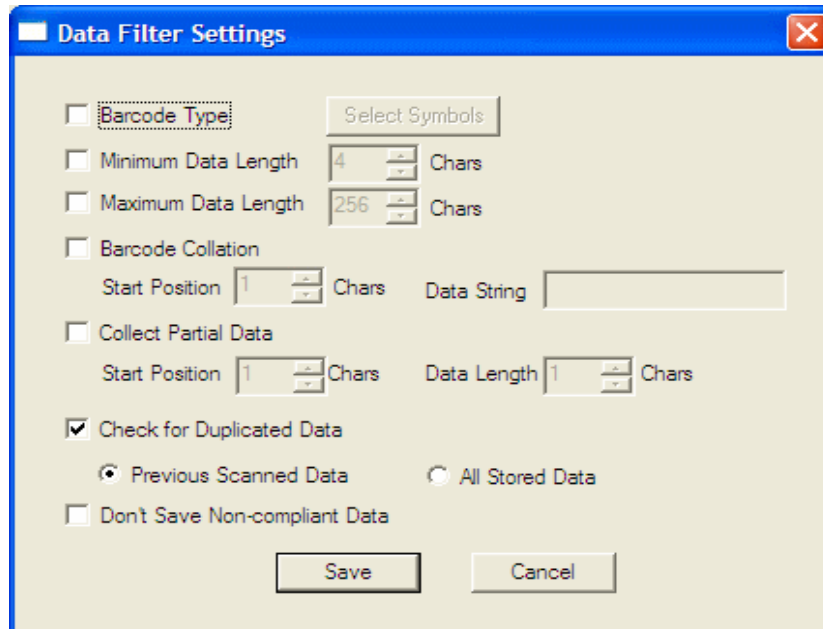 Data Filter Settings
Barcode Type Select Symbols
Minimum Data Length 4 Chars
Maximum Data Length 256 Chars
Barcode Collation
Start Position 1 Chars Data String
Collect Partial Data
Start Position 1 Chars Data Length 1 Chars
Check for Duplicated Data
Previous Scanned Data All Stored Data
Don't Save Non-compliant Data
Save Cancel